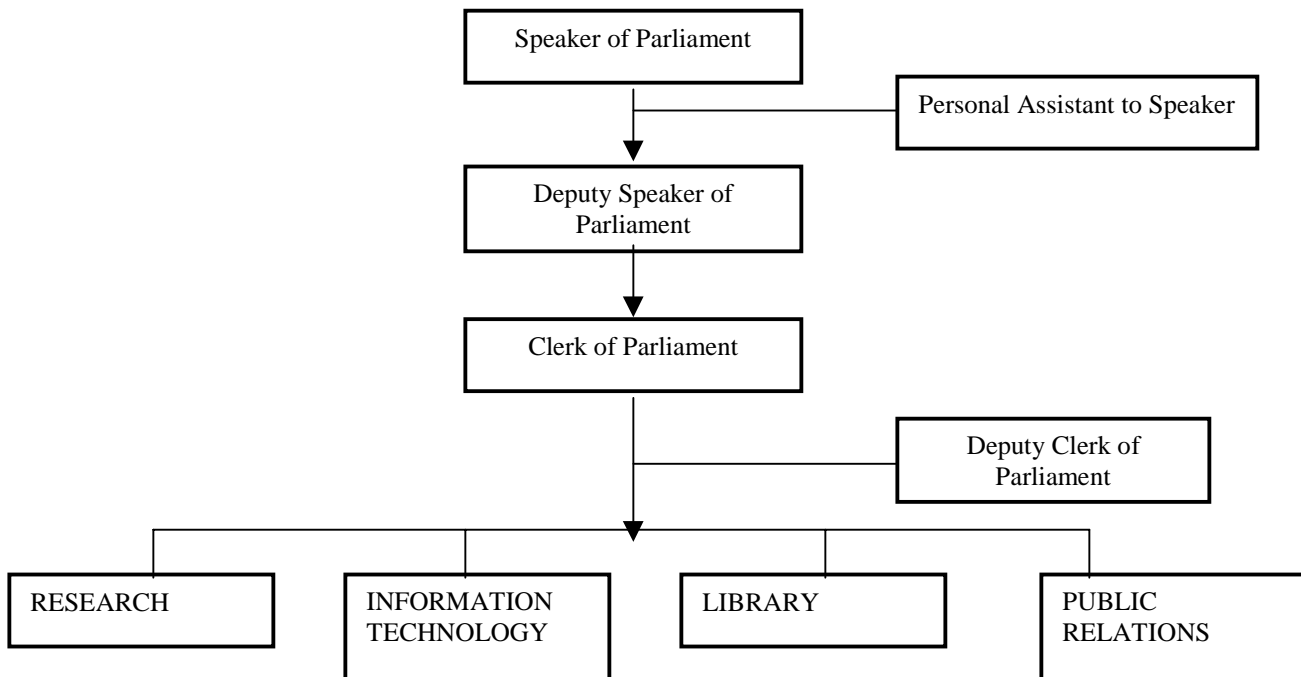 Speaker of Parliament
Personal Assistant to Speaker
Deputy Speaker of
Parliament
Clerk of Parliament
Deputy Clerk of
Parliament
RESEARCH
INFORMATION
TECHNOLOGY
LIBRARY
PUBLIC
RELATIONS